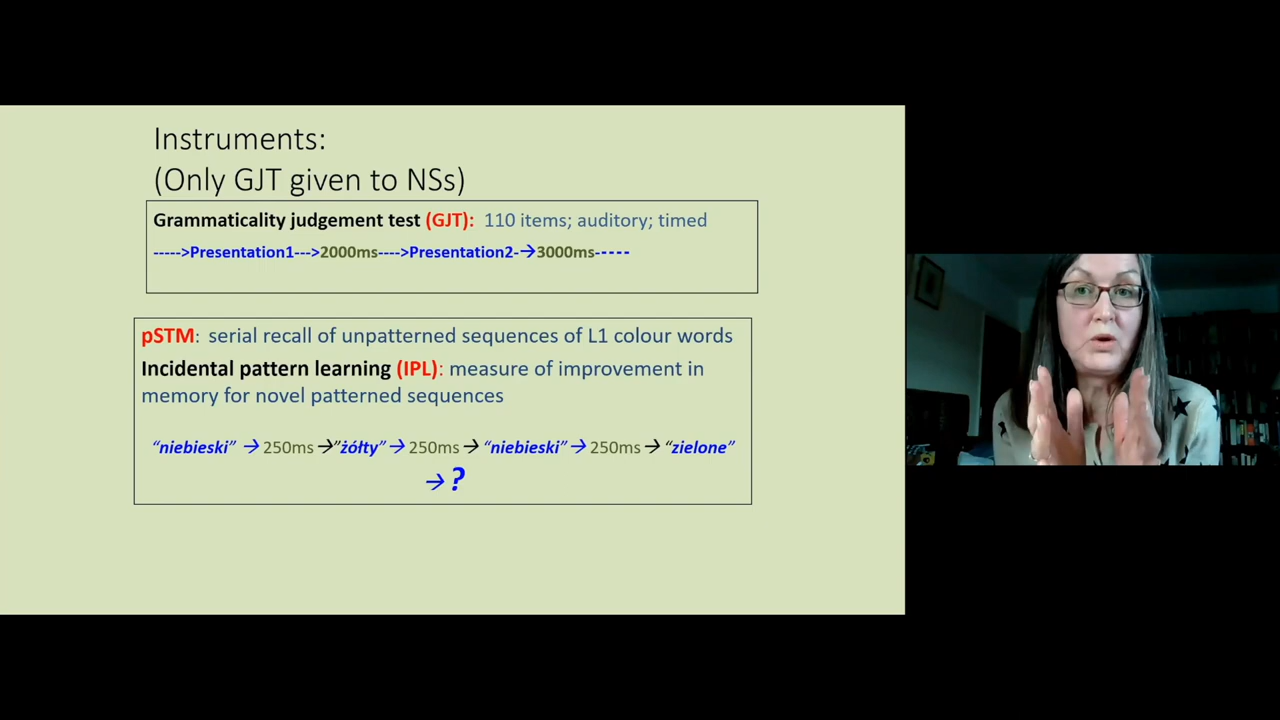 Instruments:
(Only GJT given to NSs)
Grammaticality judgement test (GJT): 110 items; auditory; timed
----->Presentation1--->2000ms---->Presentation2-→3000ms-----
pSTM: serial recall of unpatterned sequences of L1 colour words
Incidental pattern learning (IPL): measure of improvement in
memory for novel patterned sequences
“niebieski” → 250ms →”żółty” → 250ms → “niebieski” → 250ms → “zielone”
→ ?